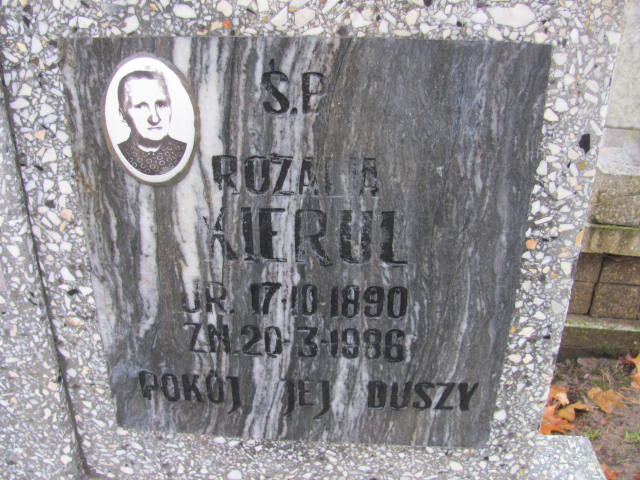 Ś.P.
ROZALIA
KIERUL
UR. 17-10-1890
ZM. 20-3-1986
POKÓJ JEJ DUSZY